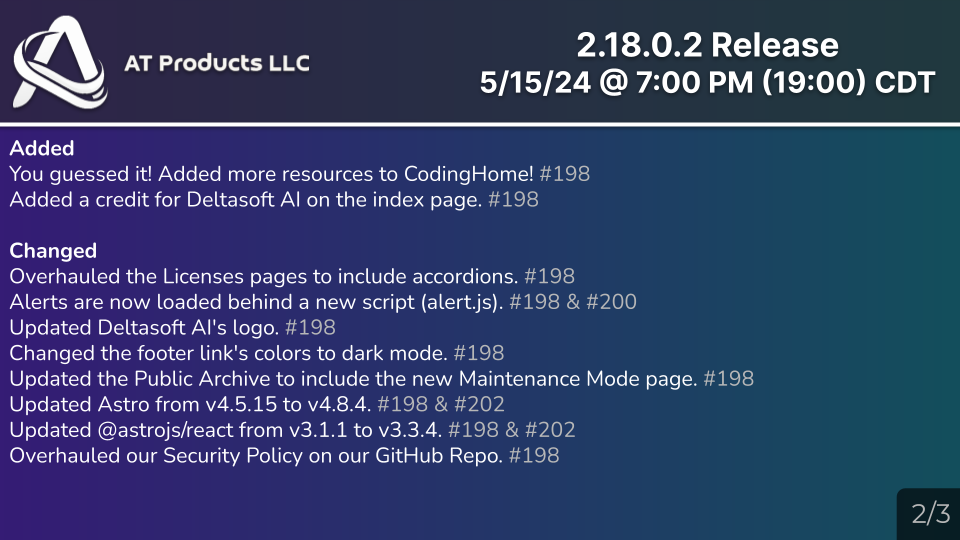 AT Products LLC
2.18.0.2 Release
5/15/24 @ 7:00 PM (19:00) CDT
Added
You guessed it! Added more resources to CodingHome! #198
Added a credit for Deltasoft AI on the index page. #198
Changed
Overhauled the Licenses pages to include accordions. #198
Alerts are now loaded behind a new script (alert.js). #198 & #200
Updated Deltasoft AI's logo. #198
Changed the footer link's colors to dark mode. #198
Updated the Public Archive to include the new Maintenance Mode page. #198
Updated Astro from v4.5.15 to v4.8.4. #198 & #202
Updated @astrojs/react from v3.1.1 to v3.3.4. #198 & #202
Overhauled our Security Policy on our GitHub Repo. #198
2/3